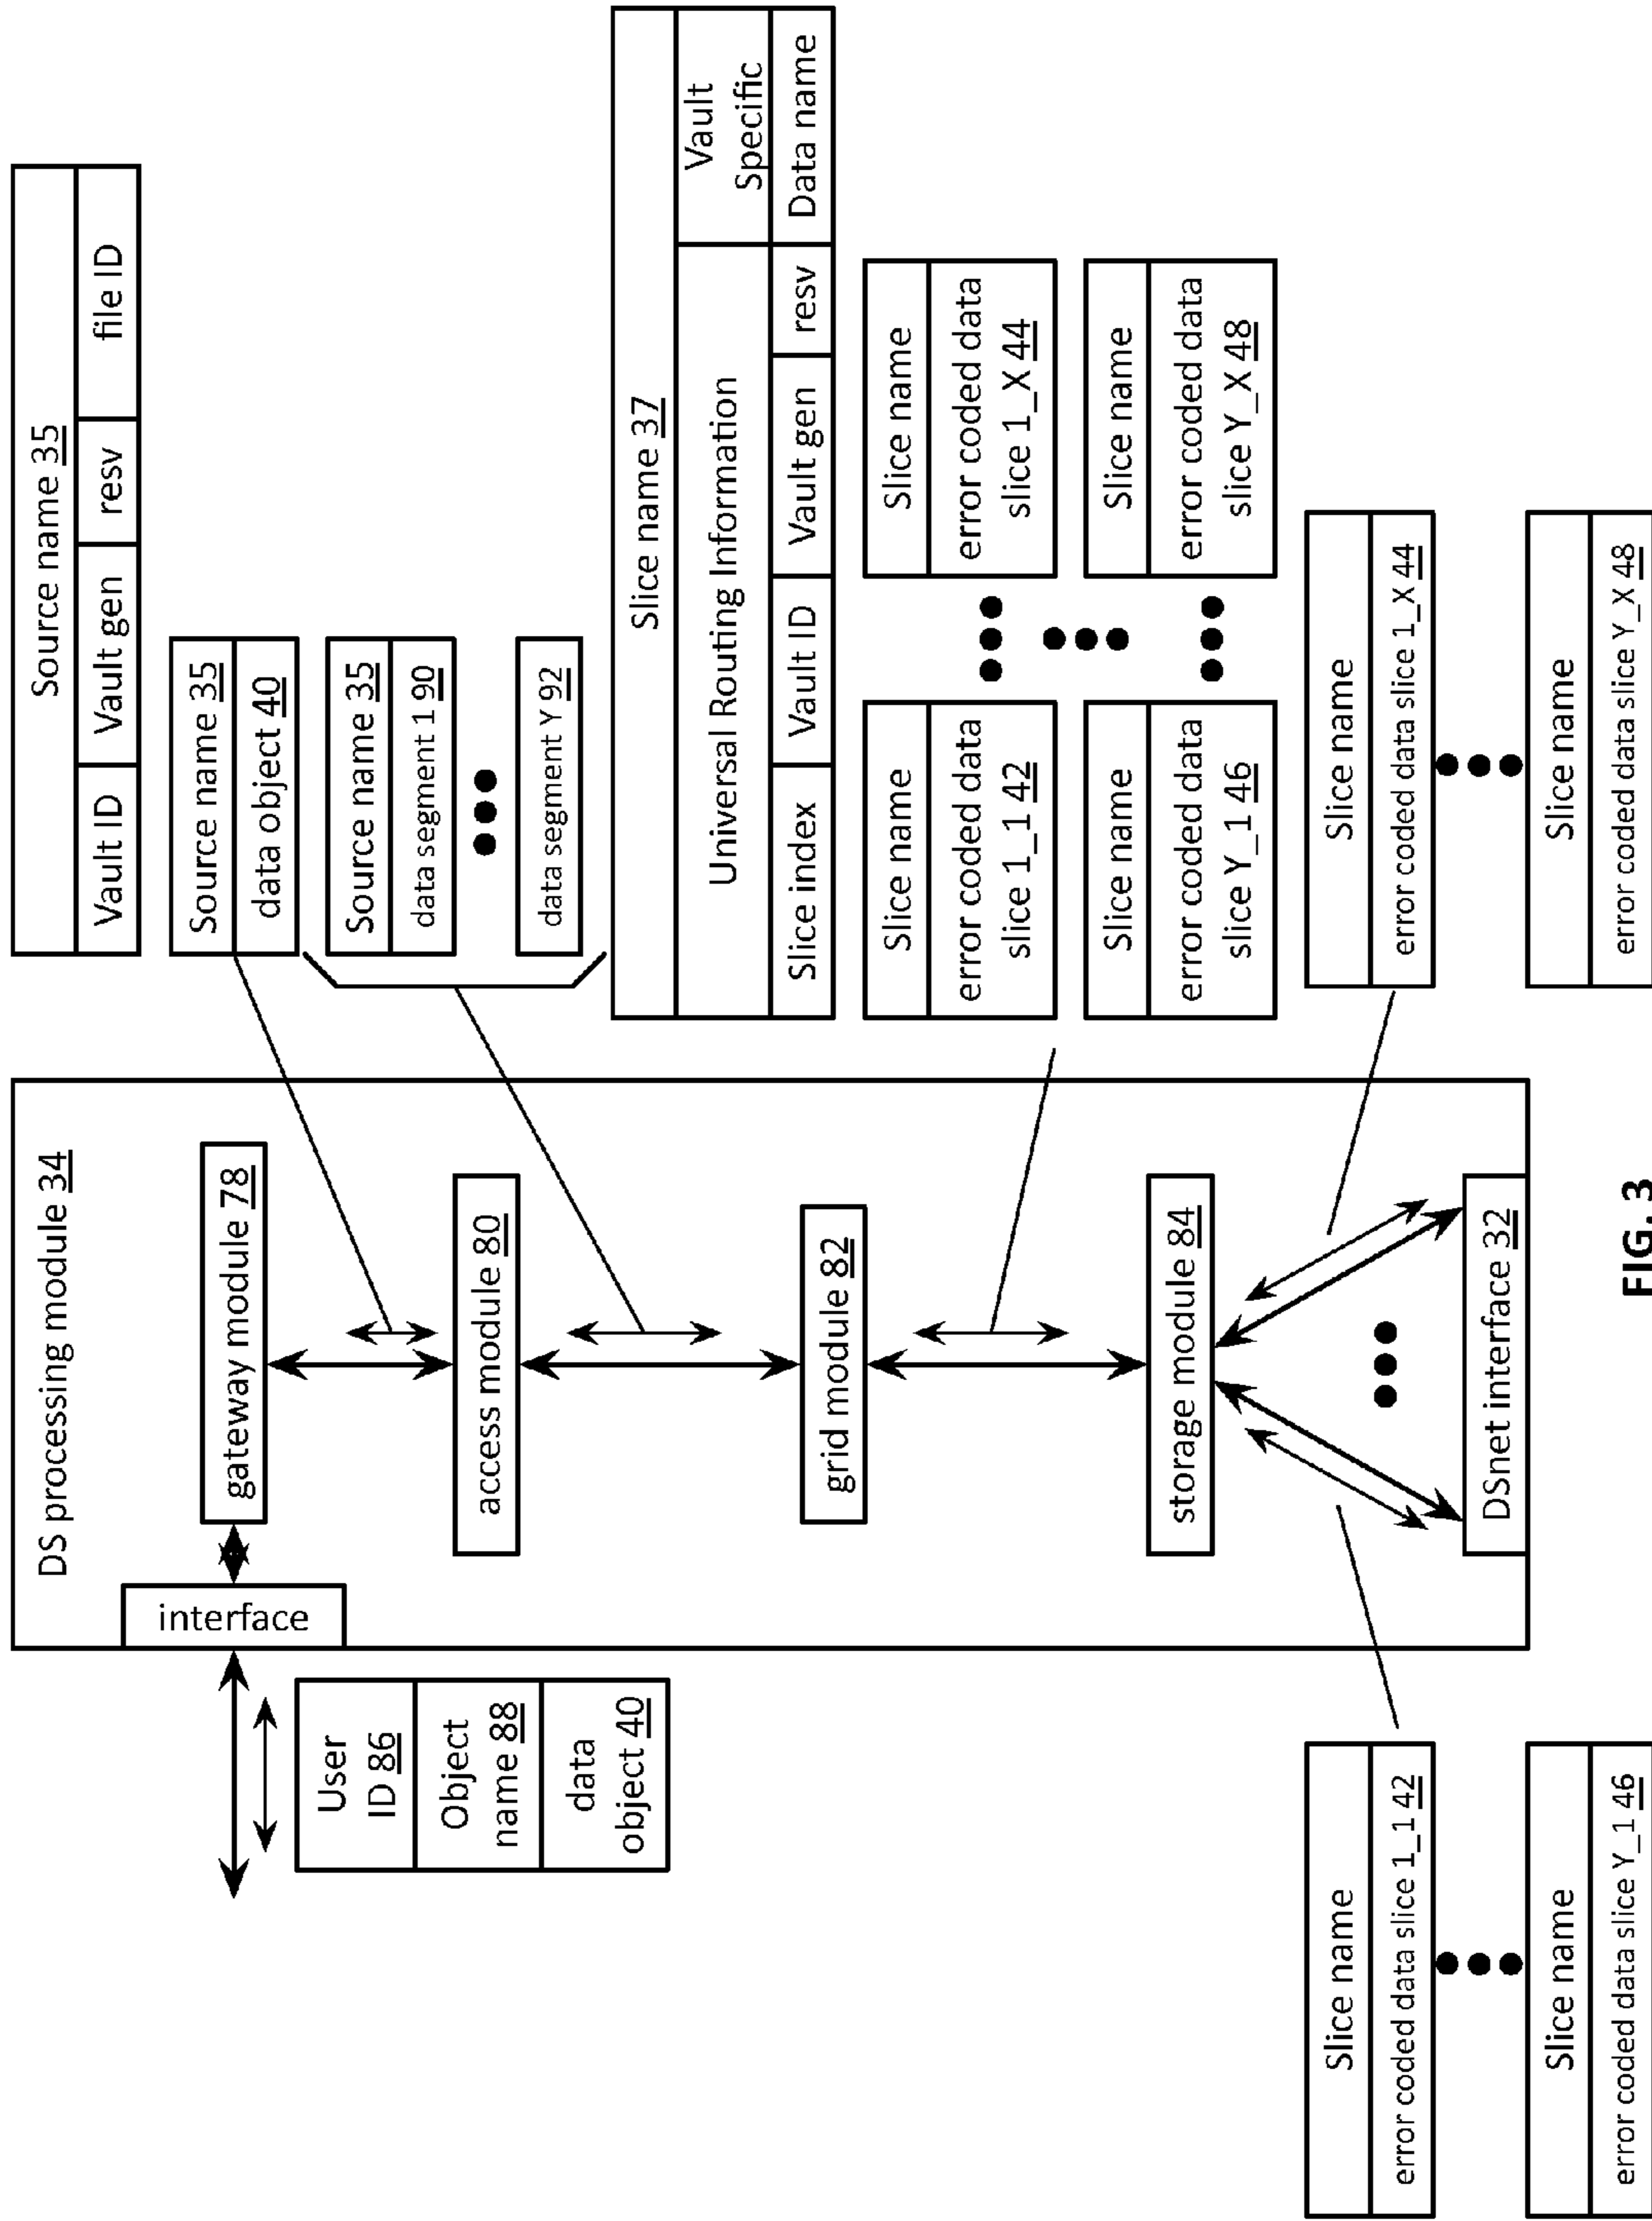 DS processing module 34
interface
gateway module 78
access module 80
grid module 82
storage module 84
DSnet interface 32
User
ID 86
Object
name 88
data
object 40
Source name 35
Vault ID
Vault gen
resv
file ID
Source name 35
data object 40
Source name 35
data segment 1 90
data segment Y 92
Slice name 37
Universal Routing Information
Vault
Specific
Slice index
Vault ID
Vault gen
resv
Data name
Slice name
error coded data
slice 1_1 42
Slice name
error coded data
slice 1_X 44
Slice name
error coded data
slice Y_1 46
Slice name
error coded data
slice Y_X 48
Slice name
error coded data slice 1_1 42
Slice name
error coded data slice Y_1 46
Slice name
error coded data slice 1_X 44
Slice name
error coded data slice Y_X 48
FIG. 3